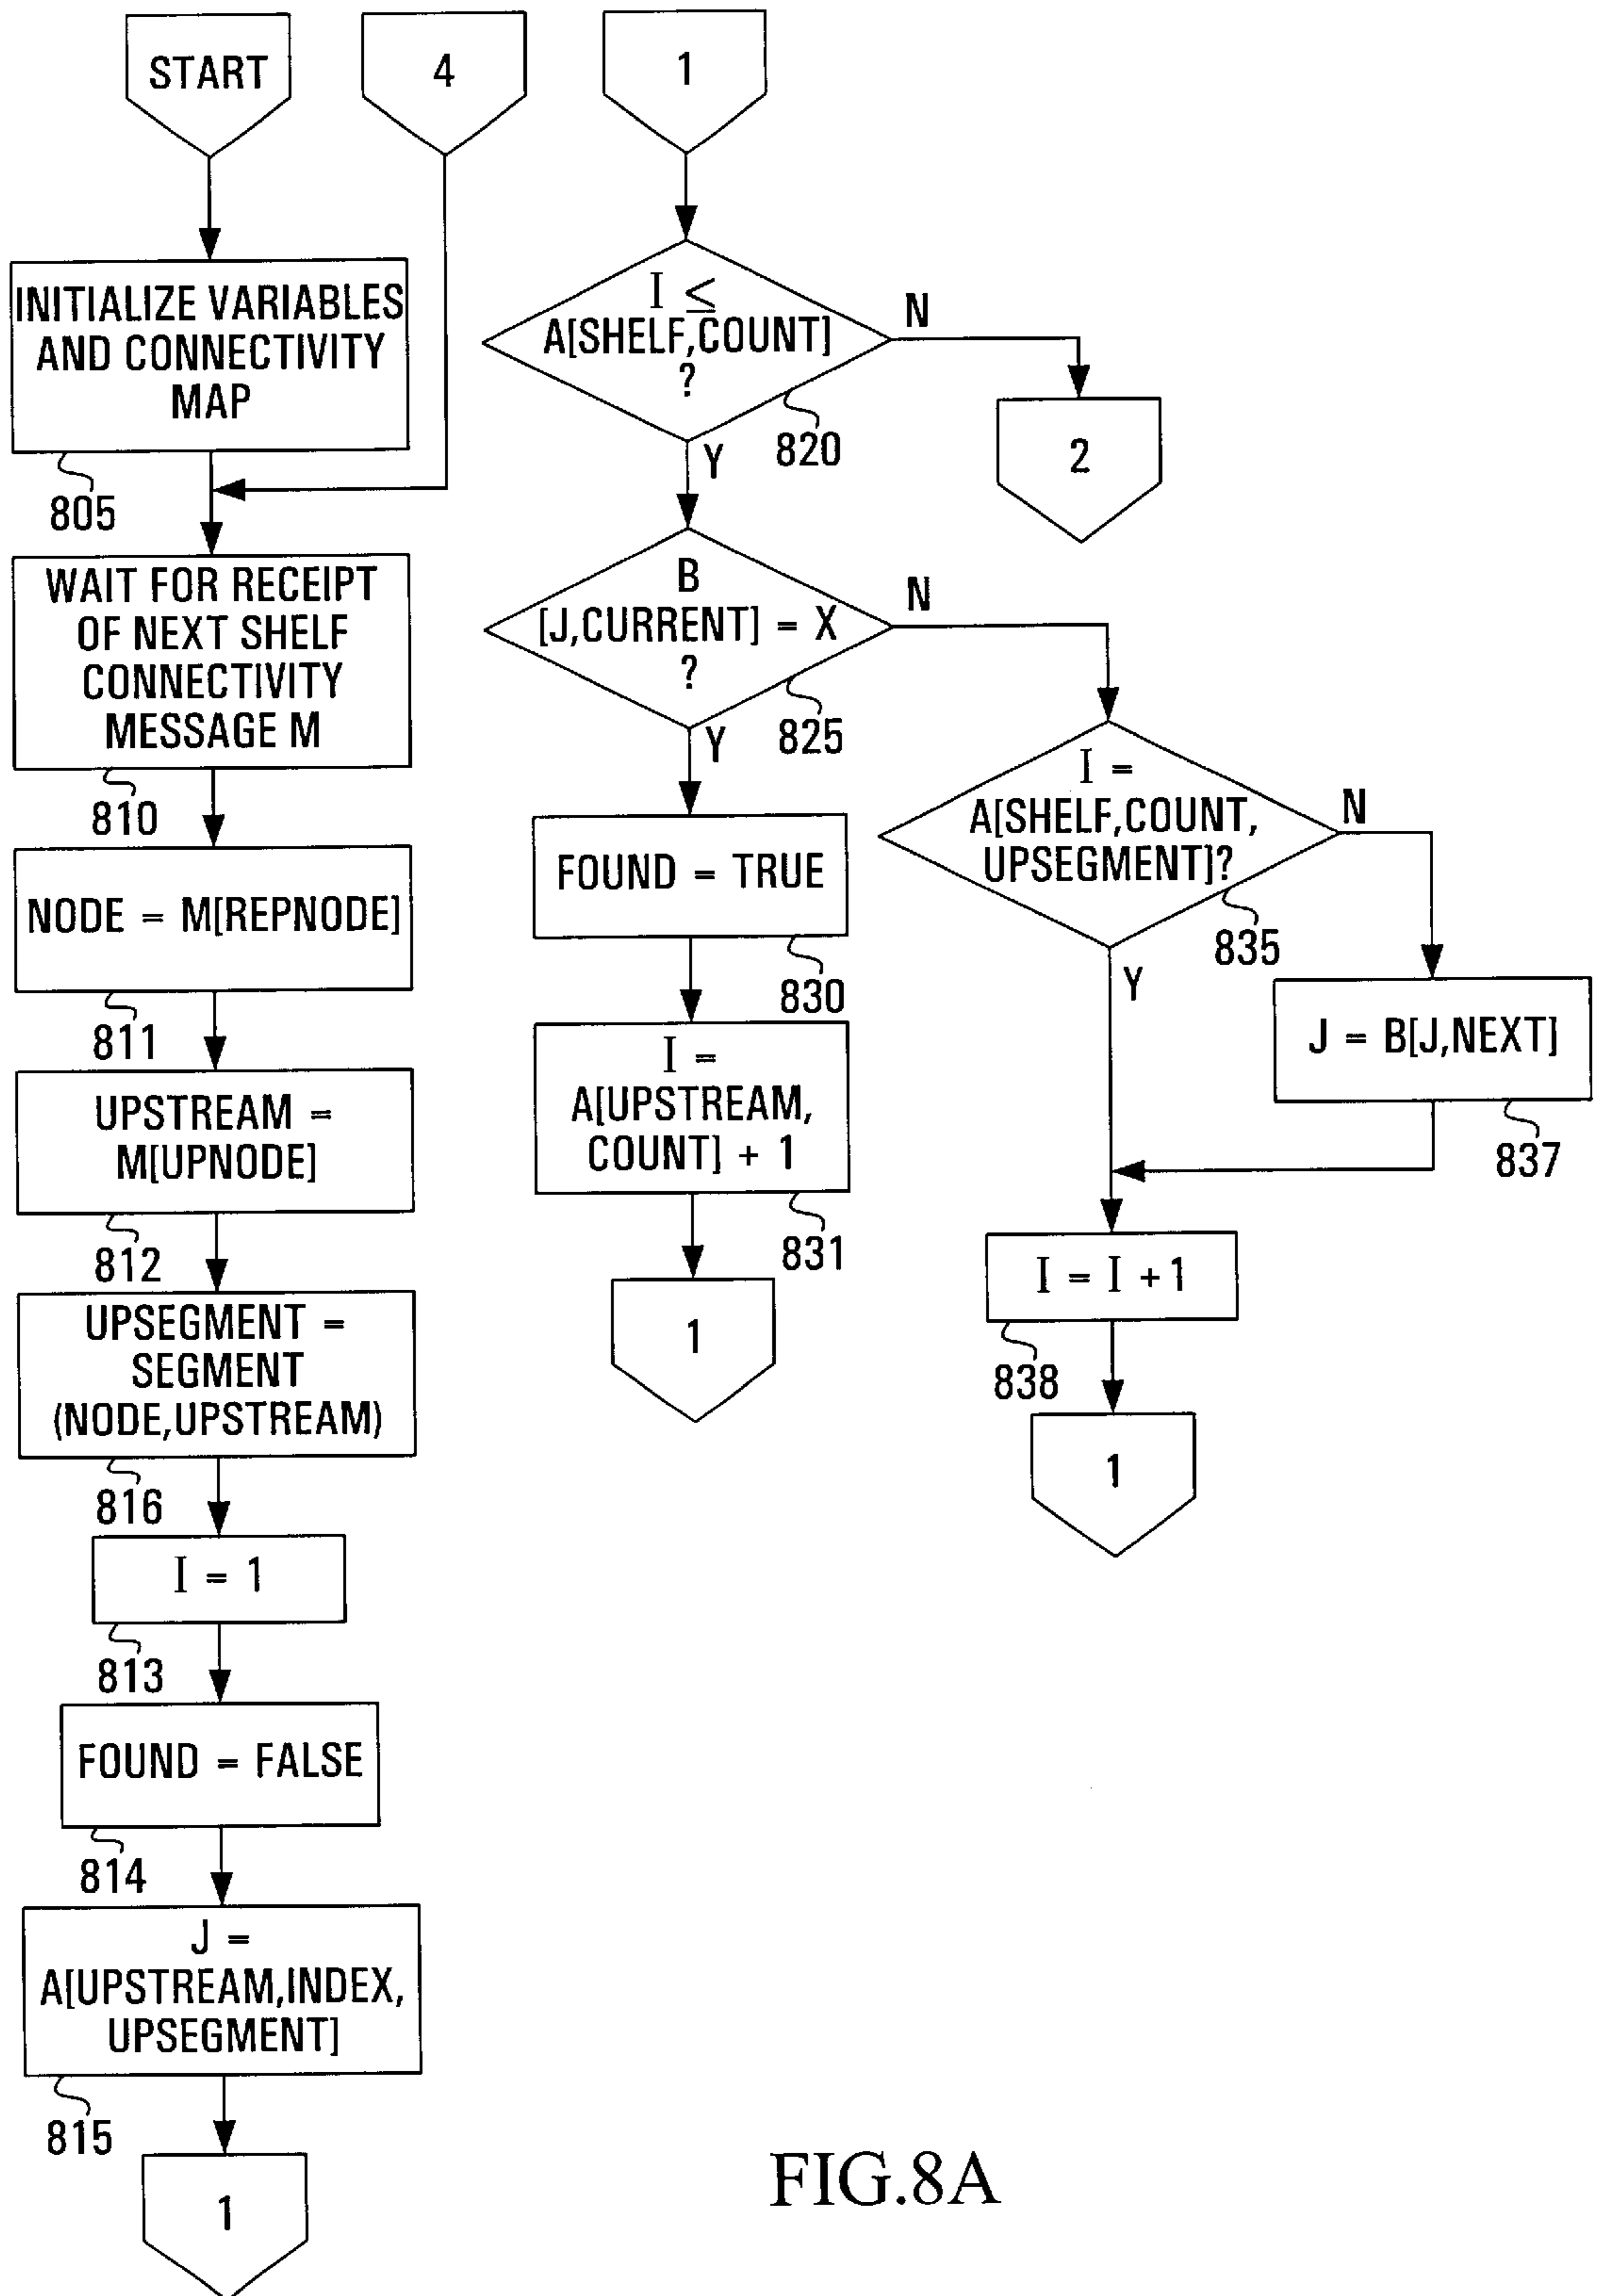 START
INITIALIZE VARIABLES
AND CONNECTIVITY
MAP
805
4
WAIT FOR RECEIPT
OF NEXT SHELF
CONNECTIVITY
MESSAGE M
810
NODE = M[REPNODE]
811
UPSTREAM =
M[UPNODE]
812
UPSEGMENT =
SEGMENT
(NODE,UPSTREAM)
816
I = 1
813
FOUND = FALSE
814
J =
A[UPSTREAM,INDEX,
UPSEGMENT]
815
1
1
I ≤
A[SHELF,COUNT]
?
820
N
2
Y
B
[J,CURRENT] = X
?
825
N
Y
FOUND = TRUE
830
I =
A[UPSTREAM,
COUNT] + 1
831
1
I =
A[SHELF,COUNT,
UPSEGMENT]?
835
N
J = B[J,NEXT]
837
Y
I = I + 1
838
1
FIG.8A